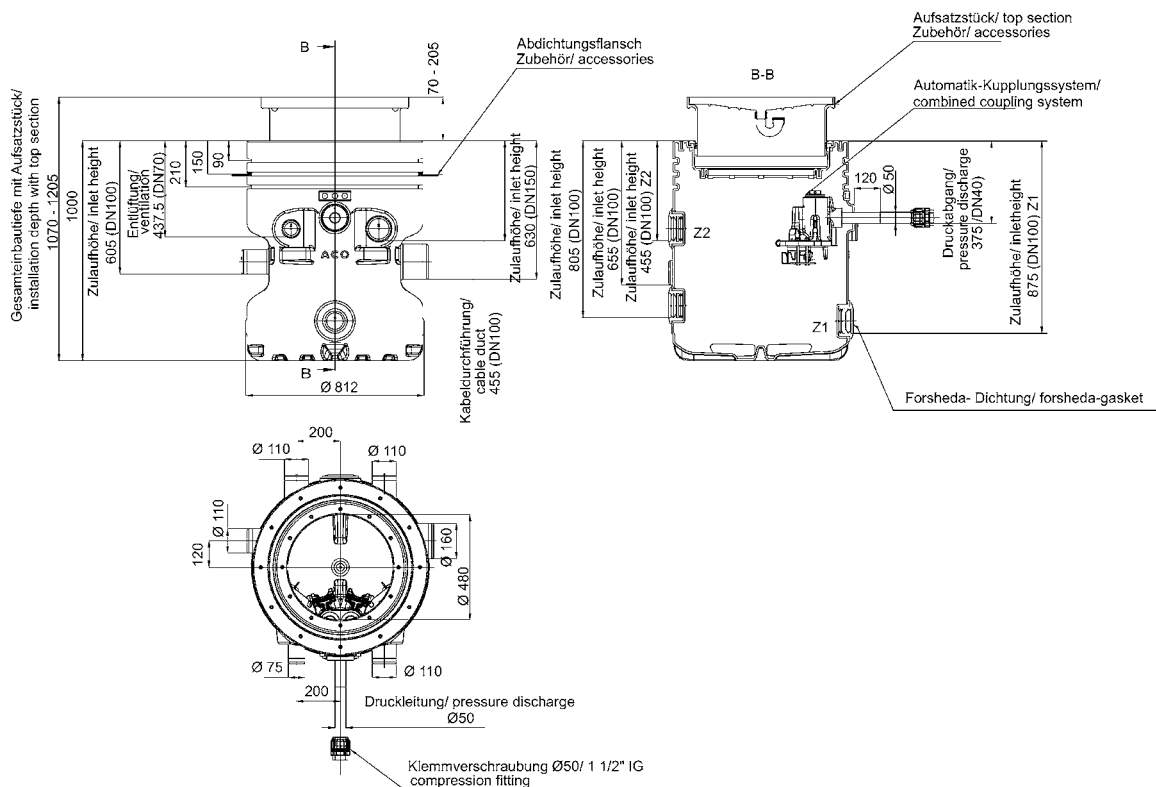 B
Abdichtungsflansch
Zubehör/ accessories
70 - 205
Gesamteinbautiefe mit Aufsatzstück/
installation depth with top section
1070 - 1205
1000
Zulaufhöhe/ inlet height
605 (DN100)
Entlüftung/
ventilation
437.5 (DN70)
210
150
90
Zulaufhöhe/ inlet height
630 (DN150)
ACO
Kabeldurchführung/
cable duct
455 (DN100)
B
Ø 812
Aufsatzstück/ top section
Zubehör/ accessories
B-B
Automatik-Kupplungssystem/
combined coupling system
Zulaufhöhe/ inlet height
805 (DN100)
Zulaufhöhe/ inlet height
655 (DN100)
Zulaufhöhe/ inlet height
455 (DN100) Z2
Z2
120
Ø 50
Druckabgang/
pressure discharge
375 /DN40)
Zulaufhöhe/ inletheight
875 (DN100) Z1
Z1
Forsheda- Dichtung/ forsheda-gasket
200
Ø 110
Ø 110
Ø 110
120
Ø 160
Ø 480
Ø 75
Ø 110
200
Druckleitung/ pressure discharge
Ø50
Klemmverschraubung Ø50/ 1 1/2" IG
compression fitting